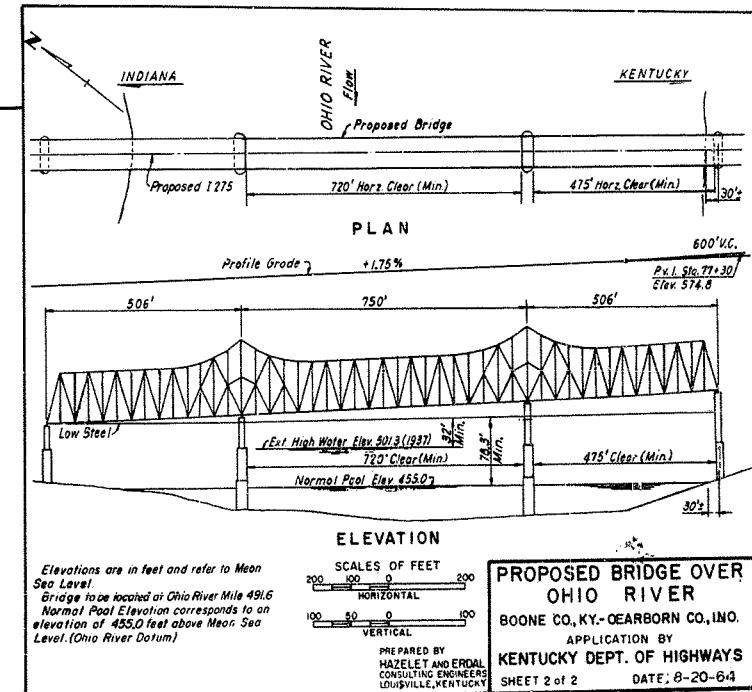 N
INDIANA
OHIO RIVER
Flow
KENTUCKY
Proposed Bridge
Proposed I 275
720' Horz. Clear (Min.)
475' Horz. Clear (Min.)
30'±
PLAN
Profile Grade
+1.75%
600' V.C.
P.V.I. Sta. 77+30
Elev. 574.8
506'
750'
506'
Low Steel
Ext. High Water Elev. 501.3 (1937)
32' Min.
78.3' Min.
720' Clear (Min.)
475' Clear (Min.)
Normal Pool Elev. 455.0
30'±
ELEVATION
Elevations are in feet and refer to Mean
Sea Level.
Bridge to be located at Ohio River Mile 491.6
Normal Pool Elevation corresponds to an
elevation of 455.0 feet above Mean Sea
Level. (Ohio River Datum)
SCALES OF FEET
200 100 0 200
HORIZONTAL
100 50 0 100
VERTICAL
PREPARED BY
HAZELET AND ERDAL
CONSULTING ENGINEERS
LOUISVILLE, KENTUCKY
PROPOSED BRIDGE OVER
OHIO RIVER
BOONE CO., KY.-DEARBORN CO., IND.
APPLICATION BY
KENTUCKY DEPT. OF HIGHWAYS
SHEET 2 of 2 DATE: 8-20-64